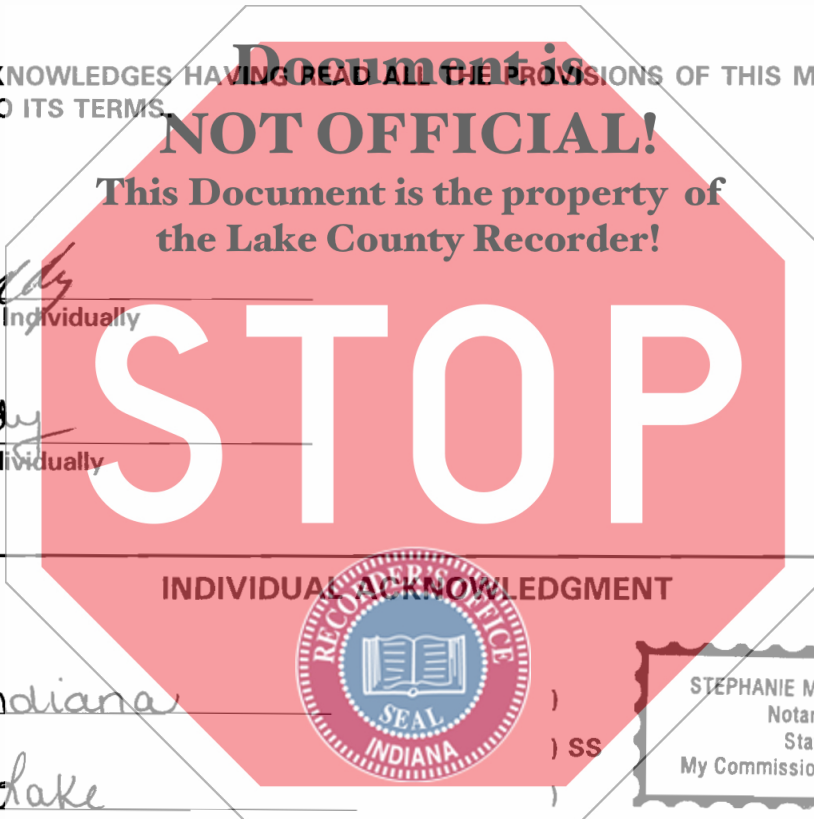 Document is
KNOWLEDGES HAVING READ ALL THE PROVISIONS OF THIS M
O ITS TERMS.
NOT OFFICIAL!
This Document is the property of
the Lake County Recorder!
Individually
STOP
ividually
INDIVIDUAL ACKNOWLEDGMENT
RECORDER'S OFFICE
SEAL
INDIANA
ndiana )
) SS
Lake )
STEPHANIE M
Notar
Sta
My Commissio